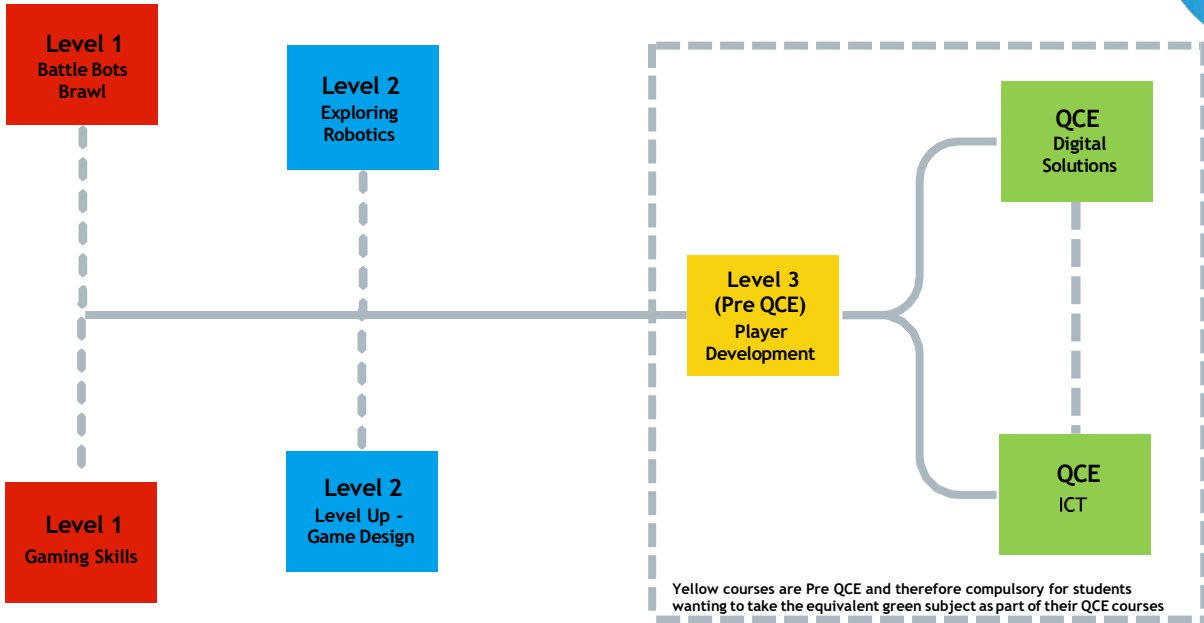 Level 1
Battle Bots
Brawl
Level 2
Exploring
Robotics
QCE
Digital
Solutions
Level 3
(Pre QCE)
Player
Development
Level 1
Gaming Skills
Level 2
Level Up -
Game Design
QCE
ICT
Yellow courses are Pre QCE and therefore compulsory for students
wanting to take the equivalent green subject as part of their QCE courses